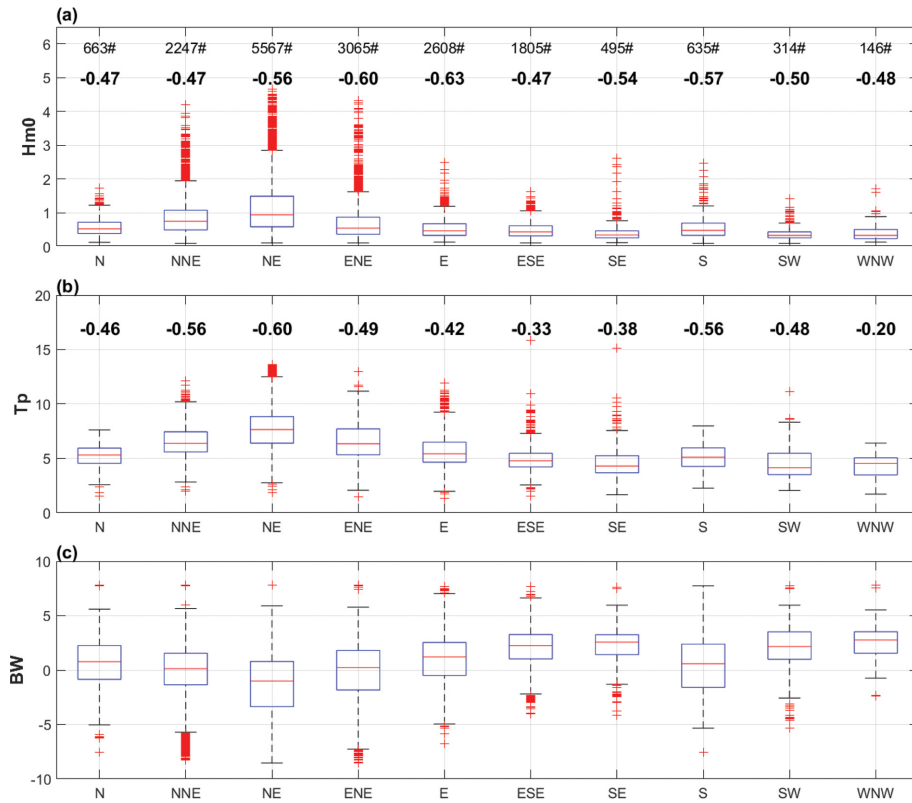 (a)
6
663# 2247# 5567# 3065# 2608# 1805# 495# 635# 314# 146#
5
-0.47 -0.47 -0.56 -0.60 -0.63 -0.47 -0.54 -0.57 -0.50 -0.48
4
Hm0
3
2
1
0
N NNE NE ENE E ESE SE S SW WNW
(b)
20
-0.46 -0.56 -0.60 -0.49 -0.42 -0.33 -0.38 -0.56 -0.48 -0.20
15
Tp
10
5
0
N NNE NE ENE E ESE SE S SW WNW
(c)
10
5
BW
0
-5
-10
N NNE NE ENE E ESE SE S SW WNW